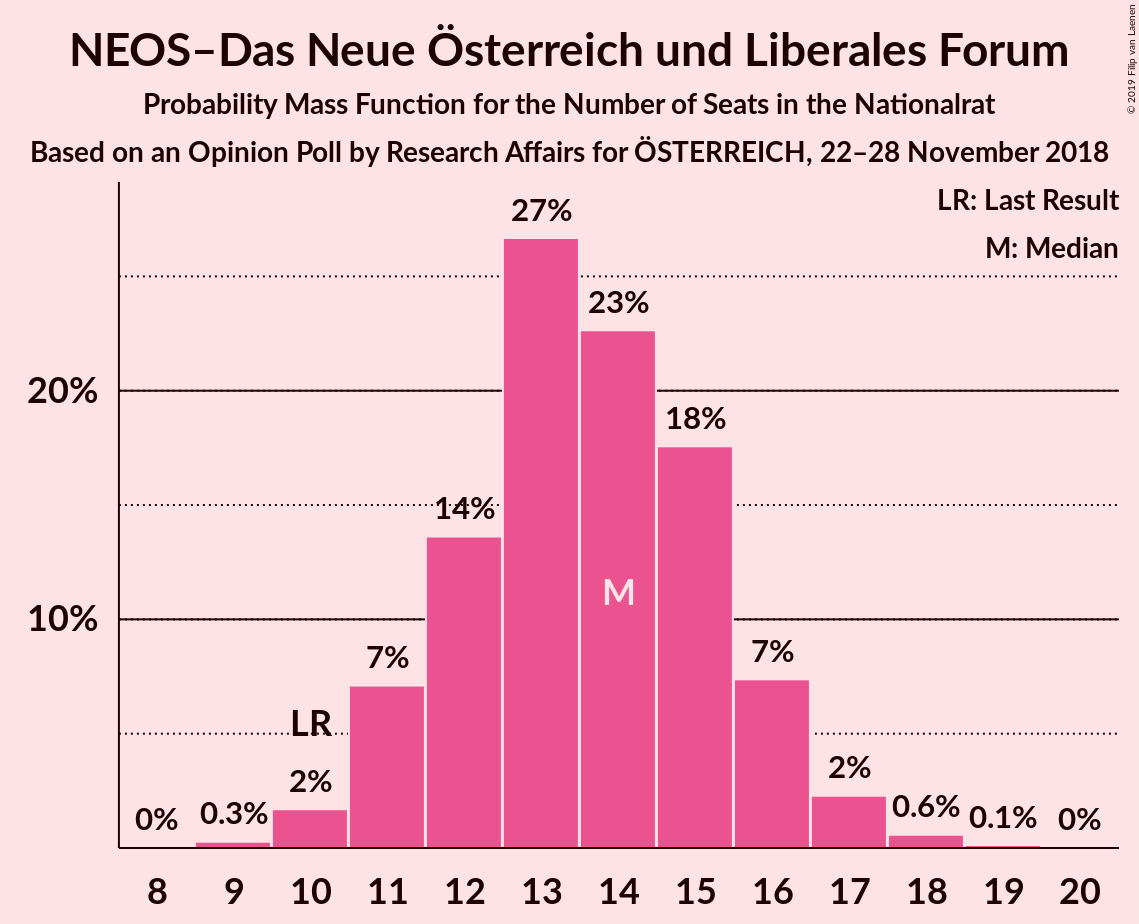 NEOS–Das Neue Österreich und Liberales Forum
Probability Mass Function for the Number of Seats in the Nationalrat
Based on an Opinion Poll by Research Affairs for ÖSTERREICH, 22–28 November 2018
© 2019 Filip van Laenen
LR: Last Result
M: Median
27%
23%
20%
18%
14%
M
10%
7%
7%
LR
2%
2%
0%
0.3%
0.6%
0.1%
0%
8 9 10 11 12 13 14 15 16 17 18 19 20